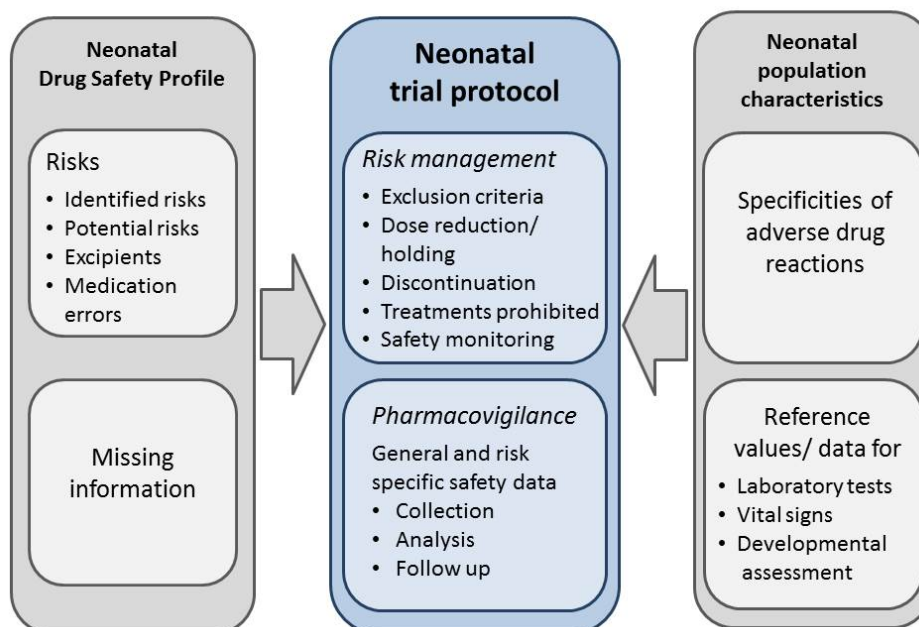 Neonatal
Drug Safety Profile
Risks
• Identified risks
• Potential risks
• Excipients
• Medication
errors
Missing
information
Neonatal
trial protocol
Risk management
• Exclusion criteria
• Dose reduction/
holding
• Discontinuation
• Treatments prohibited
• Safety monitoring
Pharmacovigilance
General and risk
specific safety data
• Collection
• Analysis
• Follow up
Neonatal
population
characteristics
Specificities of
adverse drug
reactions
Reference
values/ data for
• Laboratory tests
• Vital signs
• Developmental
assessment